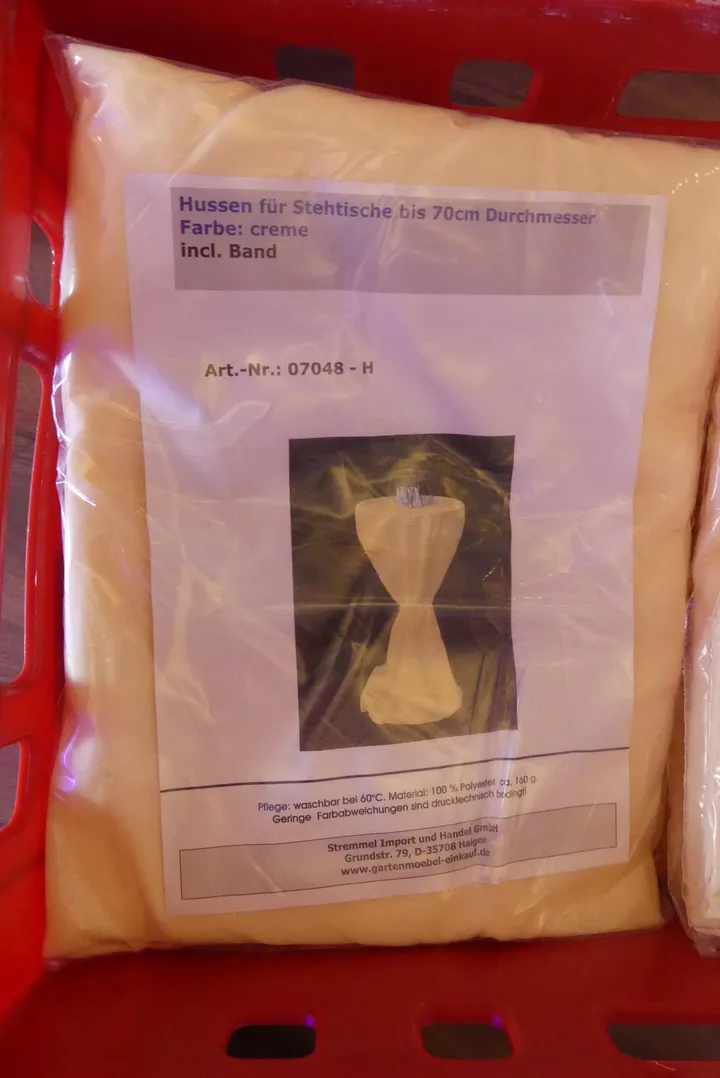 Hussen für Stehtische bis 70cm Durchmesser
Farbe: creme
incl. Band
Art.-Nr.: 07048 - H
Pflege: waschbar bei 60°C. Material: 100 % Polyester ca. 160 g.
Geringe Farbabweichungen sind drucktechnisch bedingt!
Stremmel Import und Handel GmbH
Grundstr. 79, D-35708 Haiger
www.gartenmoebel-einkauf.de